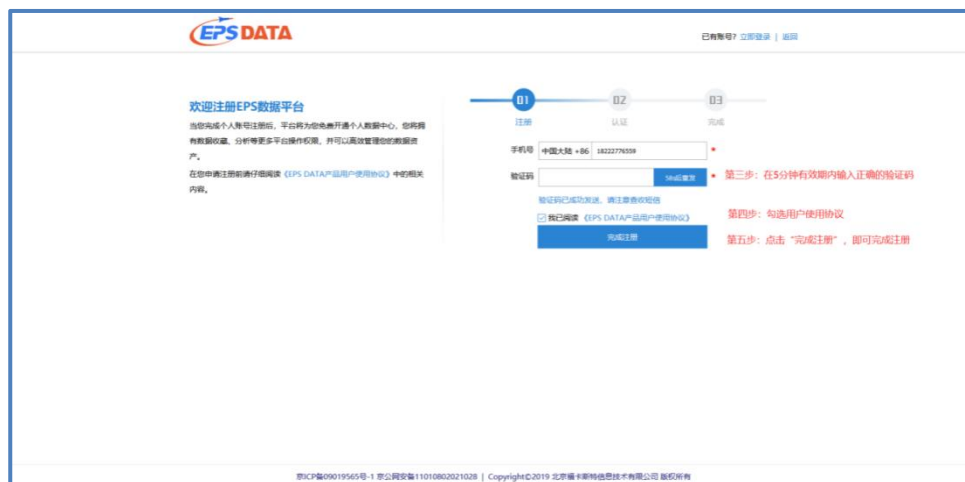 EPS DATA
已有账号? 立即登录 | 返回
欢迎注册EPS数据平台
当您完成个人账号注册后，平台将为您免费开通个人数据中心，您将拥
有数据收藏、分析等更多平台操作权限，并可以高效管理您的数据资
产。
在您申请注册前请仔细阅读《EPS DATA产品用户使用协议》中的相关
内容。
01 02 03
注册 认证 完成
手机号 中国大陆 +86 18222776559 *
验证码 58s后重发 * 第三步：在5分钟有效期内输入正确的验证码
验证码已成功发送，请注意查收短信
我已阅读《EPS DATA产品用户使用协议》 第四步：勾选用户使用协议
完成注册 第五步：点击“完成注册”，即可完成注册
京ICP备09019565号-1 京公网安备11010802021028 | Copyright©2019 北京福卡斯特信息技术有限公司 版权所有